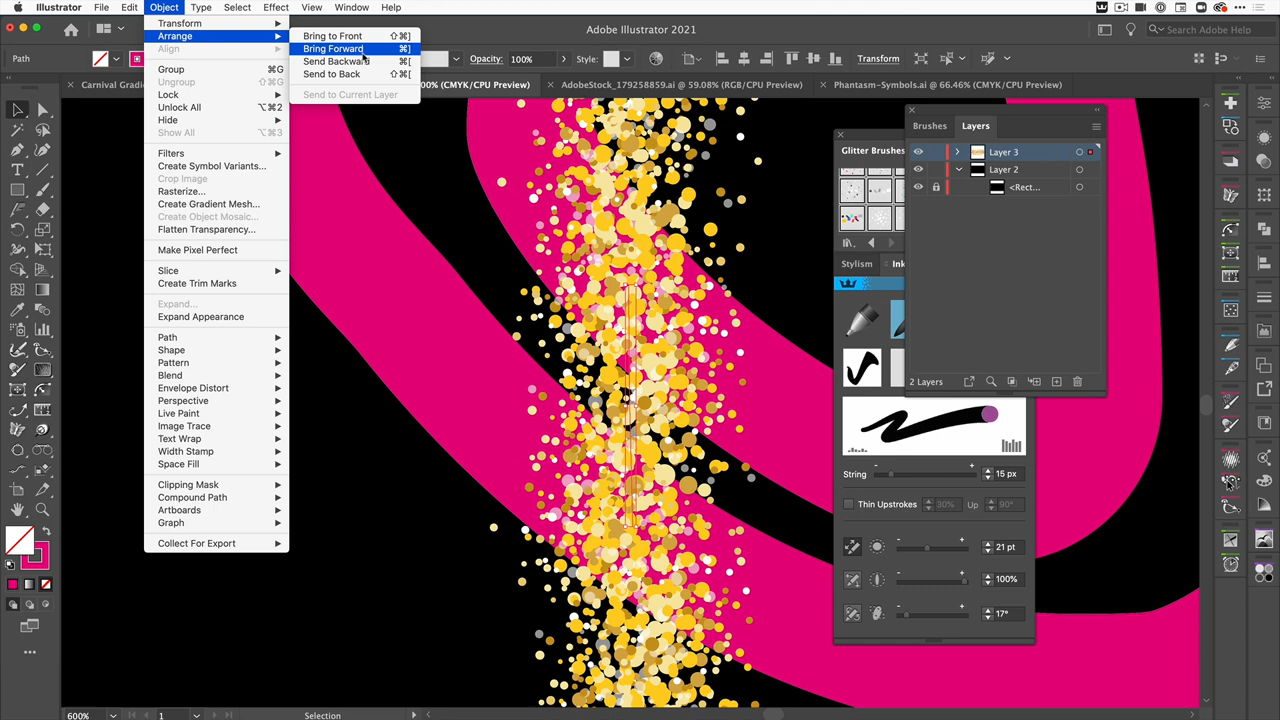 Illustrator File Edit Object Type Select Effect View Window Help
Adobe Illustrator 2021
Search Adobe Help
Path
Opacity: 100%
Style:
Transform
Carnival Gradie
00% (CMYK/CPU Preview)
AdobeStock_179258859.ai @ 59.08% (RGB/CPU Preview)
Phantasm-Symbols.ai @ 66.46% (CMYK/CPU Preview)
Transform
Arrange
Align
Group ⌘G
Ungroup ⇧⌘G
Lock
Unlock All ⌥⌘2
Hide
Show All ⌥⌘3
Filters
Create Symbol Variants...
Crop Image
Rasterize...
Create Gradient Mesh...
Create Object Mosaic...
Flatten Transparency...
Make Pixel Perfect
Slice
Create Trim Marks
Expand...
Expand Appearance
Path
Shape
Pattern
Blend
Envelope Distort
Perspective
Live Paint
Image Trace
Text Wrap
Width Stamp
Space Fill
Clipping Mask
Compound Path
Artboards
Graph
Collect For Export
Bring to Front ⇧⌘]
Bring Forward ⌘]
Send Backward ⌘[
Send to Back ⇧⌘[
Send to Current Layer
Glitter Brushes
Stylism Ink
Brushes Layers
Layer 3
Layer 2
<Rect...
2 Layers
String 15 px
Thin Upstrokes 30% Up 90°
21 pt
100%
17°
600% 1 Selection